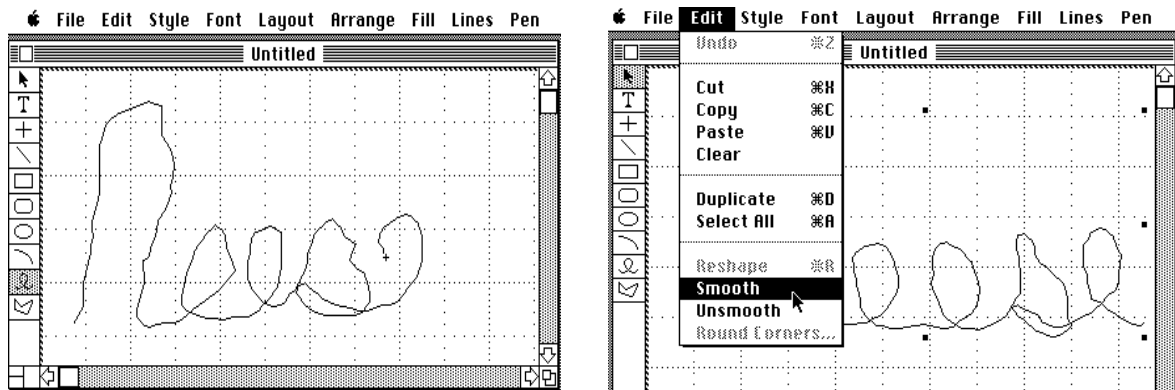 File Edit Style Font Layout Arrange Fill Lines Pen
Untitled
T
File Edit Style Font Layout Arrange Fill Lines Pen
Untitled
T
Undo ⌘Z
Cut ⌘X
Copy ⌘C
Paste ⌘V
Clear
Duplicate ⌘D
Select All ⌘A
Reshape ⌘R
Smooth
Unsmooth
Round Corners...